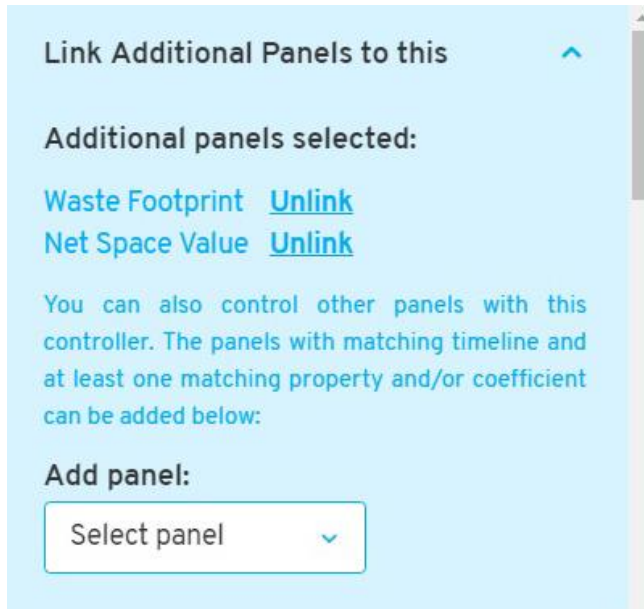 Link Additional Panels to this
Additional panels selected:
Waste Footprint Unlink
Net Space Value Unlink
You can also control other panels with this
controller. The panels with matching timeline and
at least one matching property and/or coefficient
can be added below:
Add panel:
Select panel